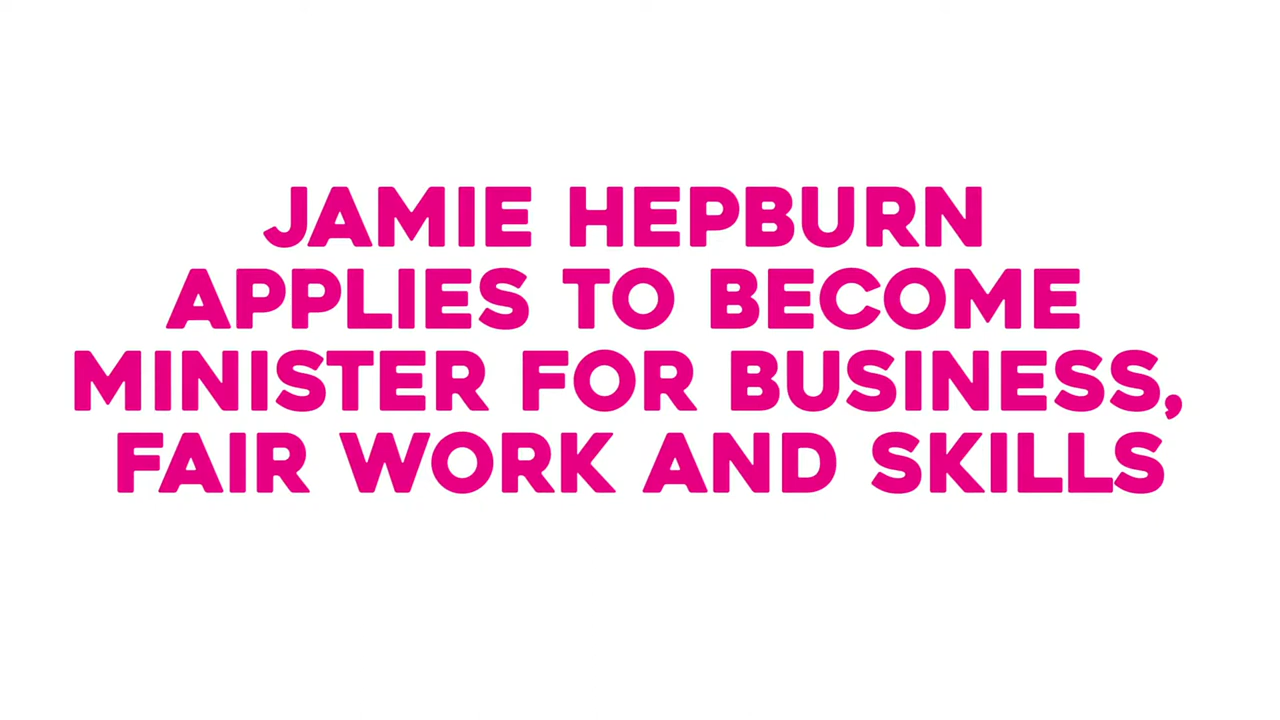 JAMIE HEPBURN
APPLIES TO BECOME
MINISTER FOR BUSINESS,
FAIR WORK AND SKILLS